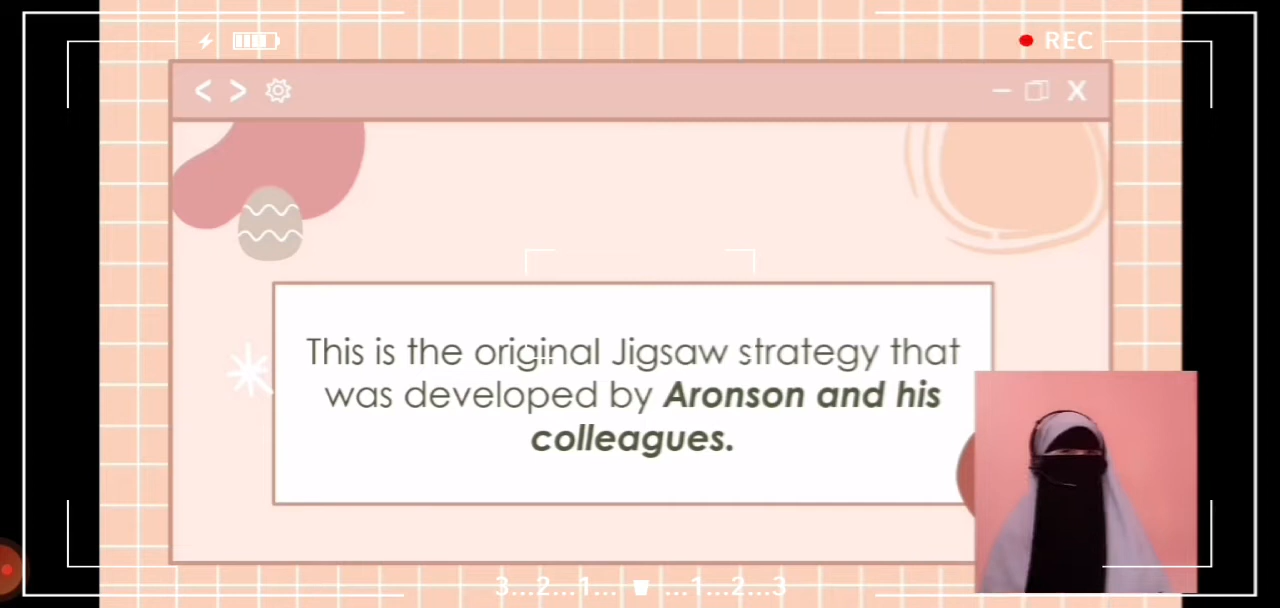 REC
< >
X
This is the original Jigsaw strategy that
was developed by Aronson and his
colleagues.
3...2...1... ...1...2...3